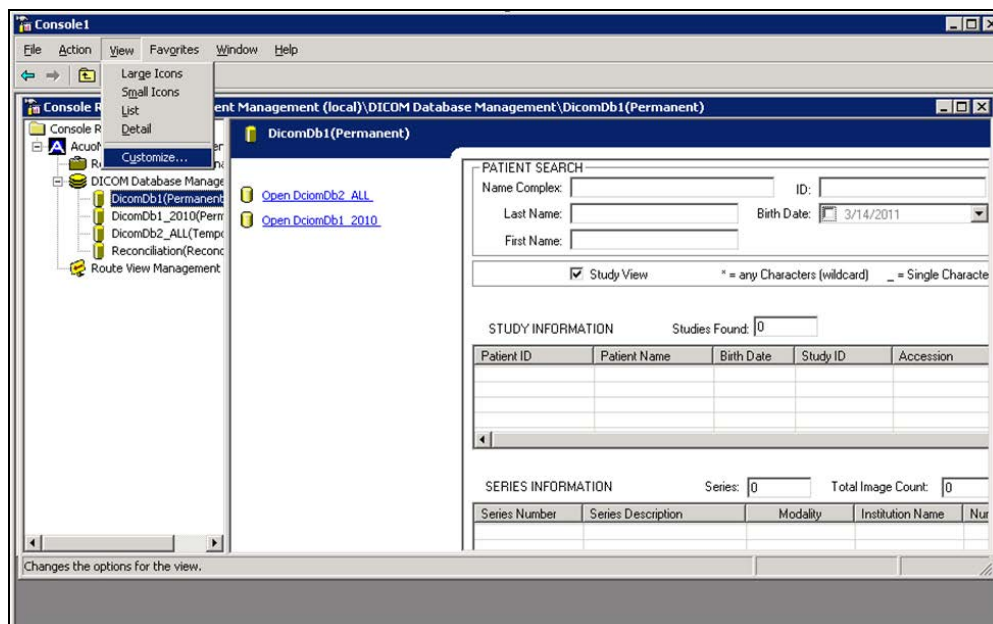 Console1
File Action View Favorites Window Help
Large Icons
Small Icons
List
Detail
Customize...
Console R
ent Management (local)\DICOM Database Management\DicomDb1(Permanent)
Console R
AcuoM
DICOM Database Manage
DicomDb1(Permanent
DicomDb1_2010(Perm
DicomDb2_ALL(Tempo
Reconciliation(Reconc
Route View Management
DicomDb1(Permanent)
Open DciomDb2_ALL
Open DciomDb1_2010
PATIENT SEARCH
Name Complex: ID:
Last Name: Birth Date: 3/14/2011
First Name:
Study View * = any Characters (wildcard) _ = Single Characte
STUDY INFORMATION Studies Found: 0
Patient ID Patient Name Birth Date Study ID Accession
SERIES INFORMATION Series: 0 Total Image Count: 0
Series Number Series Description Modality Institution Name Nur
Changes the options for the view.